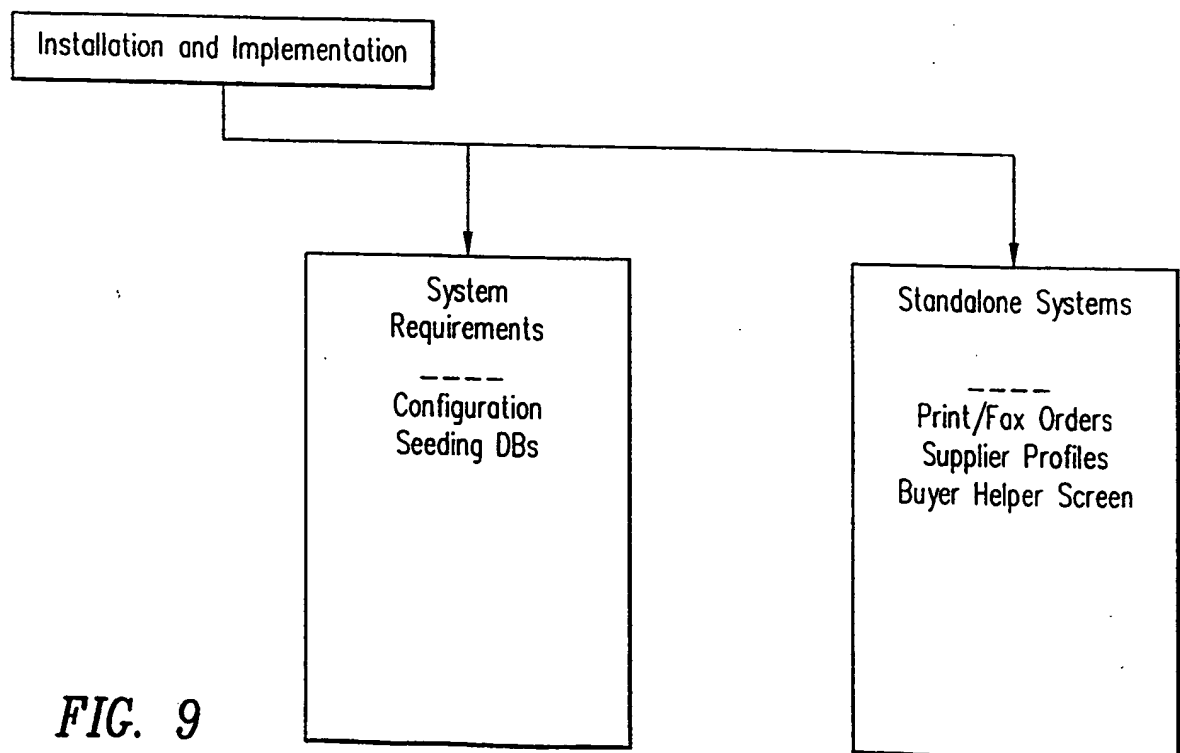 Installation and Implementation
System
Requirements
----
Configuration
Seeding DBs
Standalone Systems
----
Print/Fax Orders
Supplier Profiles
Buyer Helper Screen
FIG. 9